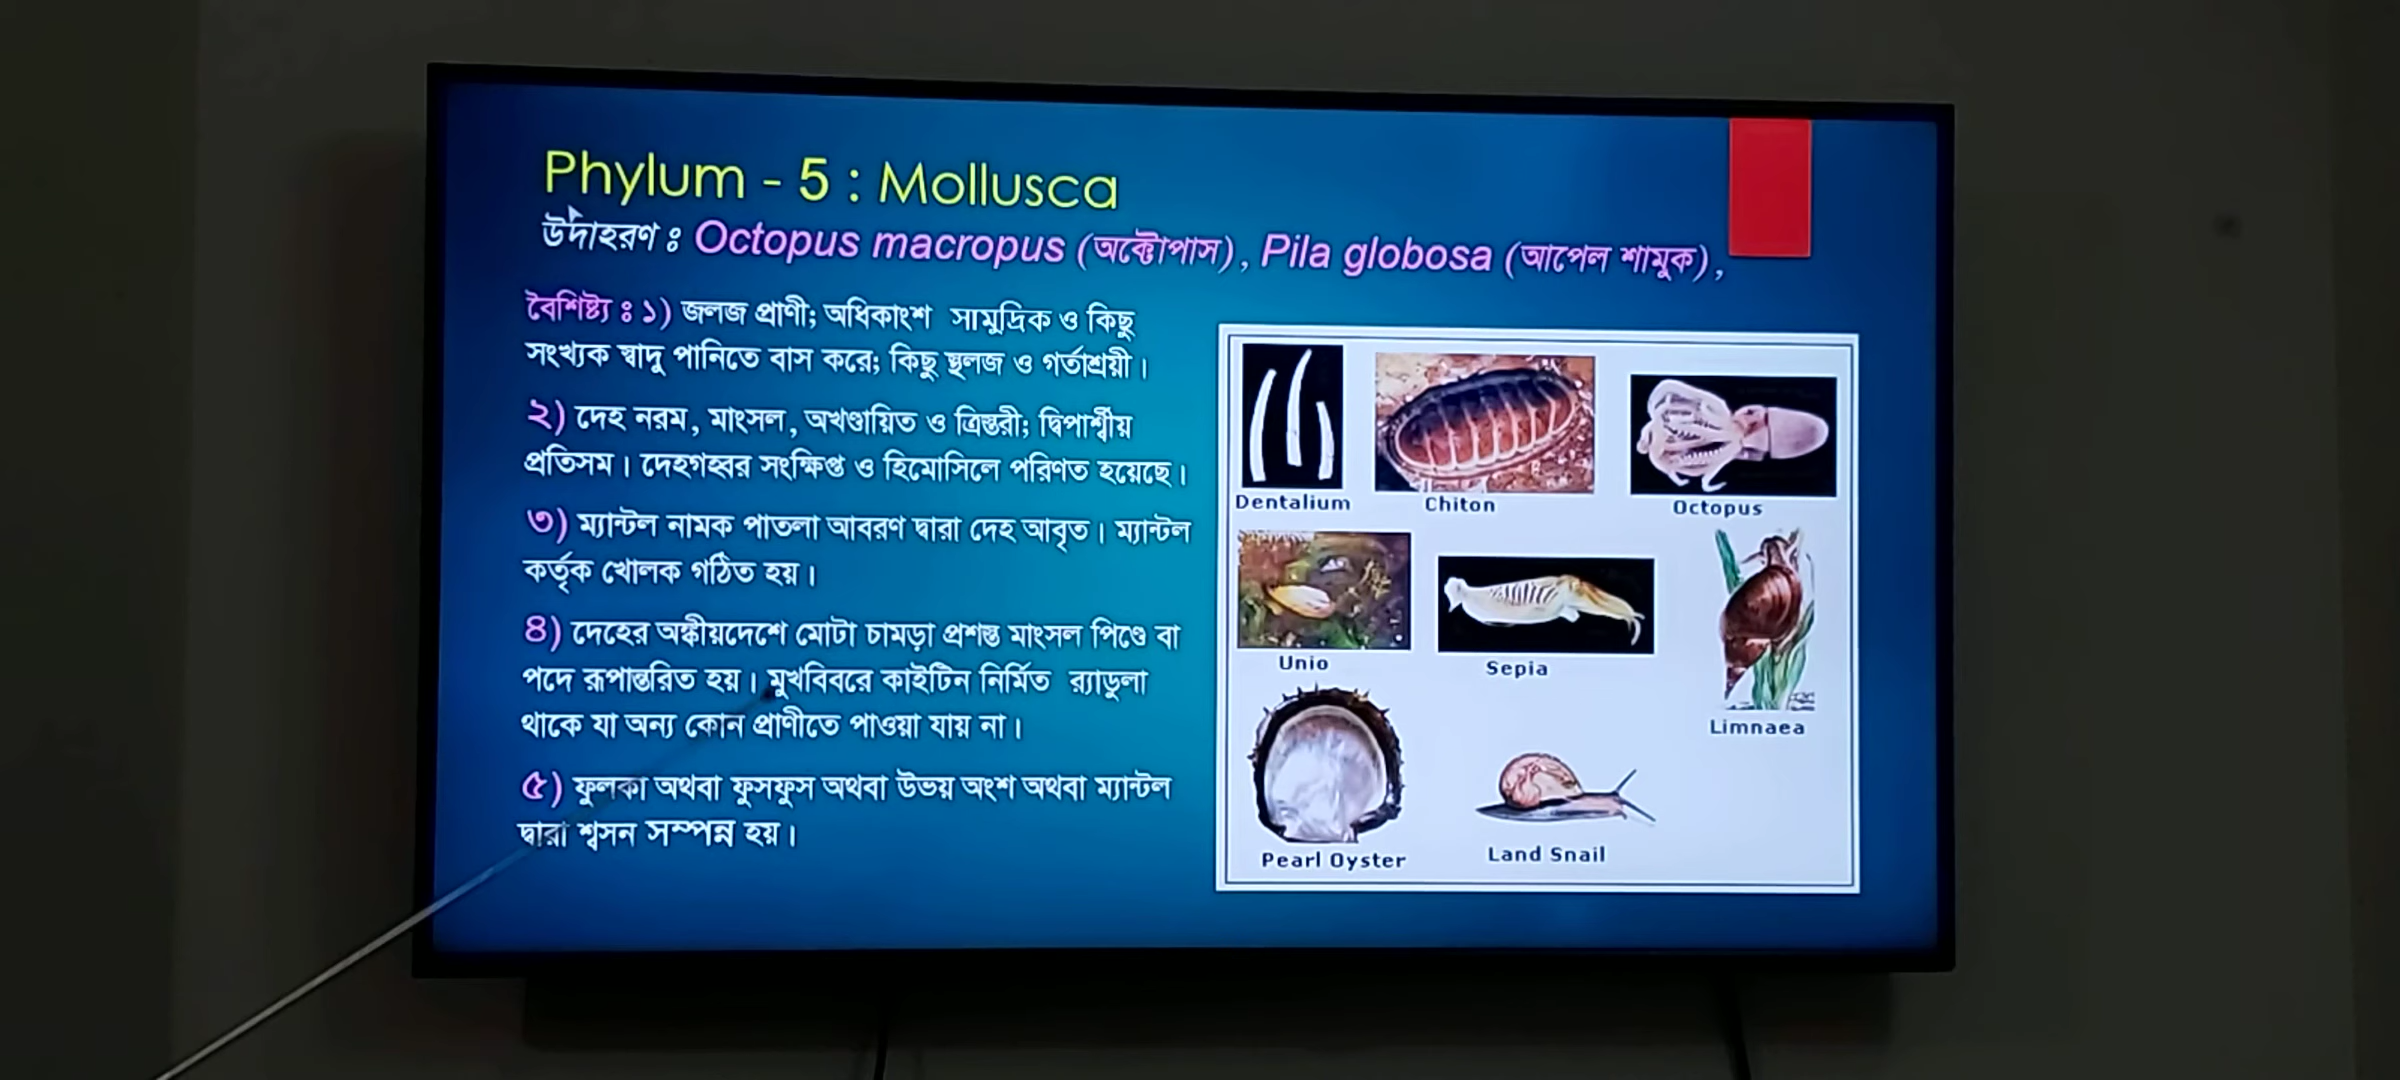 Phylum - 5 : Mollusca
উদাহরণ ঃ Octopus macropus (অক্টোপাস), Pila globosa (আপেল শামুক),
বৈশিষ্ট্য ঃ ১) জলজ প্রাণী; অধিকাংশ সামুদ্রিক ও কিছু
সংখ্যক স্বাদু পানিতে বাস করে; কিছু স্থলজ ও গর্তাশ্রয়ী।
২) দেহ নরম, মাংসল, অখণ্ডায়িত ও ত্রিস্তরী; দ্বিপার্শ্বীয়
প্রতিসম। দেহগহ্বর সংক্ষিপ্ত ও হিমোসিলে পরিণত হয়েছে।
৩) ম্যান্টল নামক পাতলা আবরণ দ্বারা দেহ আবৃত। ম্যান্টল
কর্তৃক খোলক গঠিত হয়।
৪) দেহের অঙ্কীয়দেশে মোটা চামড়া প্রশস্ত মাংসল পিণ্ডে বা
পদে রূপান্তরিত হয়। মুখবিবরে কাইটিন নির্মিত র‍্যাডুলা
থাকে যা অন্য কোন প্রাণীতে পাওয়া যায় না।
৫) ফুলকা অথবা ফুসফুস অথবা উভয় অংশ অথবা ম্যান্টল
দ্বারা শ্বসন সম্পন্ন হয়।
Dentalium
Chiton
Octopus
Unio
Sepia
Limnaea
Pearl Oyster
Land Snail